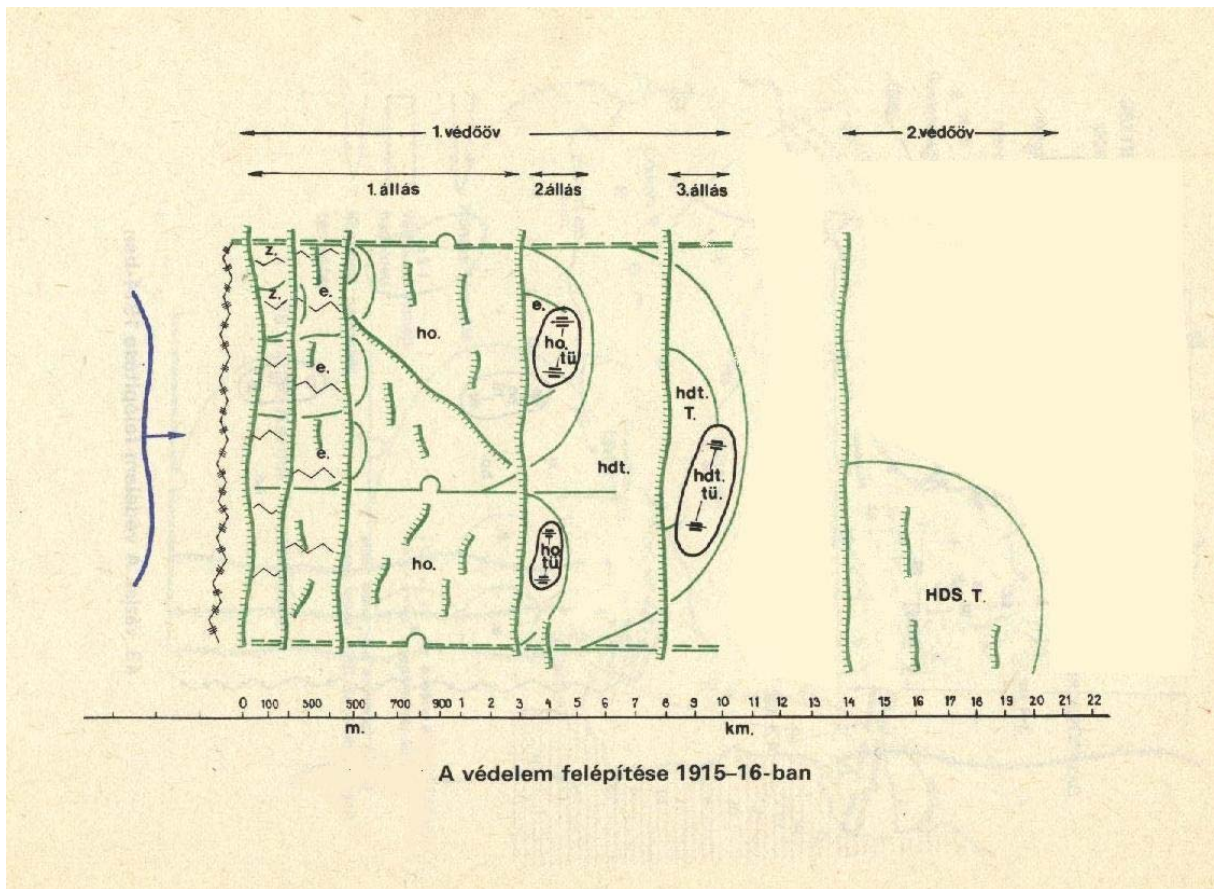 1.védőöv
2.védőöv
1.állás
2.állás
3.állás
z.
z.
e.
e.
e.
ho.
ho.
e.
ho.
tü
ho
tü
hdt.
hdt.
T.
hdt.
tü.
HDS. T.
0 100 300 500 700 900 1 2 3 4 5 6 7 8 9 10 11 12 13 14 15 16 17 18 19 20 21 22
m. km.
A védelem felépítése 1915–16-ban